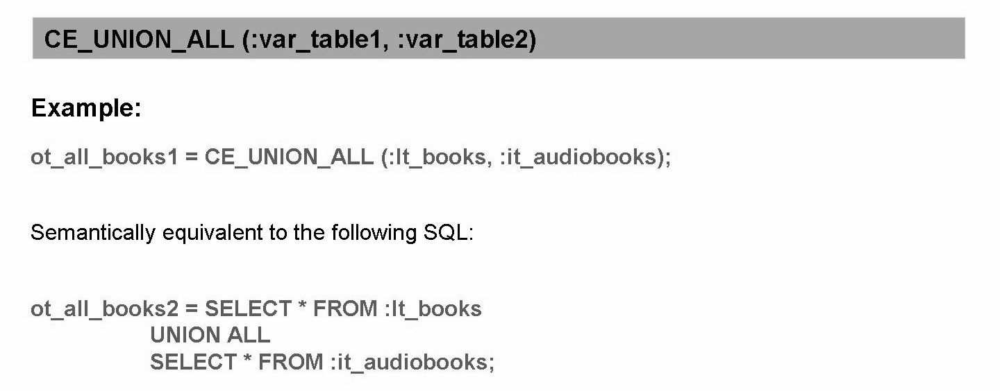 CE_UNION_ALL (:var_table1, :var_table2)
Example:
ot_all_books1 = CE_UNION_ALL (:lt_books, :it_audiobooks);
Semantically equivalent to the following SQL:
ot_all_books2 = SELECT * FROM :lt_books
UNION ALL
SELECT * FROM :it_audiobooks;